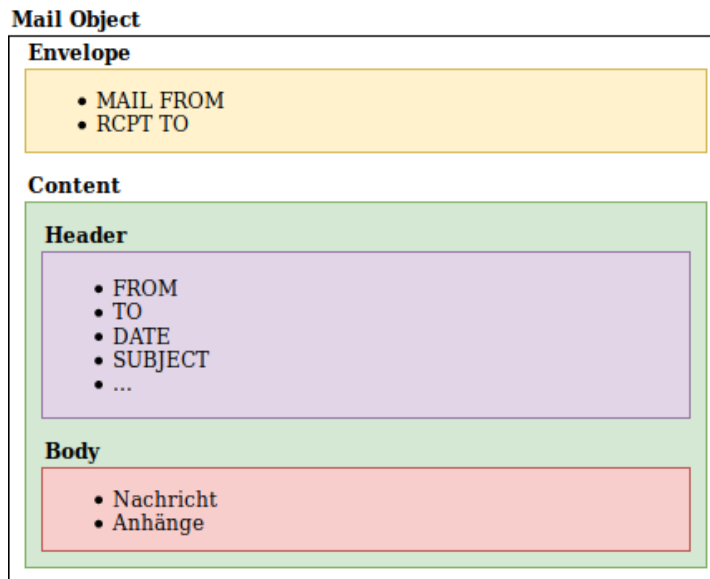 Mail Object
Envelope
• MAIL FROM
• RCPT TO
Content
Header
• FROM
• TO
• DATE
• SUBJECT
• ...
Body
• Nachricht
• Anhänge